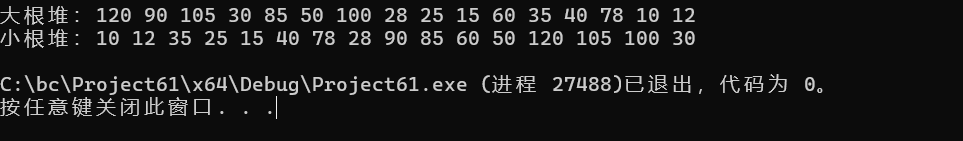 大根堆: 120 90 105 30 85 50 100 28 25 15 60 35 40 78 10 12
小根堆: 10 12 35 25 15 40 78 28 90 85 60 50 120 105 100 30
C:\bc\Project61\x64\Debug\Project61.exe (进程 27488)已退出，代码为 0。
按任意键关闭此窗口. . .